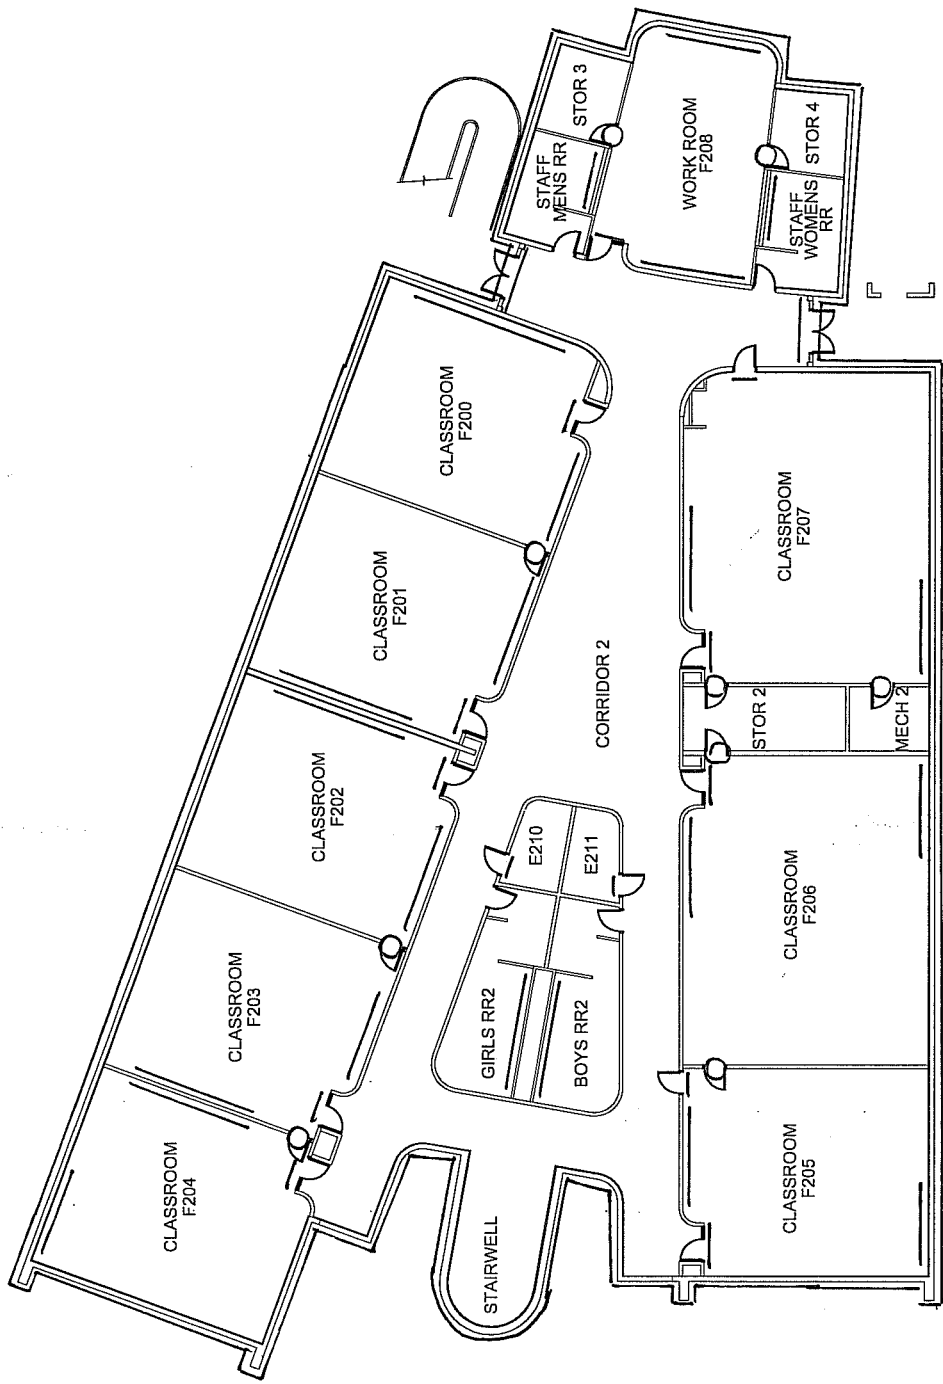 STOR 3
STAFF
MENS RR
WORK ROOM
F208
STOR 4
STAFF
WOMENS
RR
CLASSROOM
F200
CLASSROOM
F201
CLASSROOM
F202
CLASSROOM
F203
CLASSROOM
F204
CORRIDOR 2
E210
E211
GIRLS RR2
BOYS RR2
STAIRWELL
CLASSROOM
F207
STOR 2
MECH 2
CLASSROOM
F206
CLASSROOM
F205